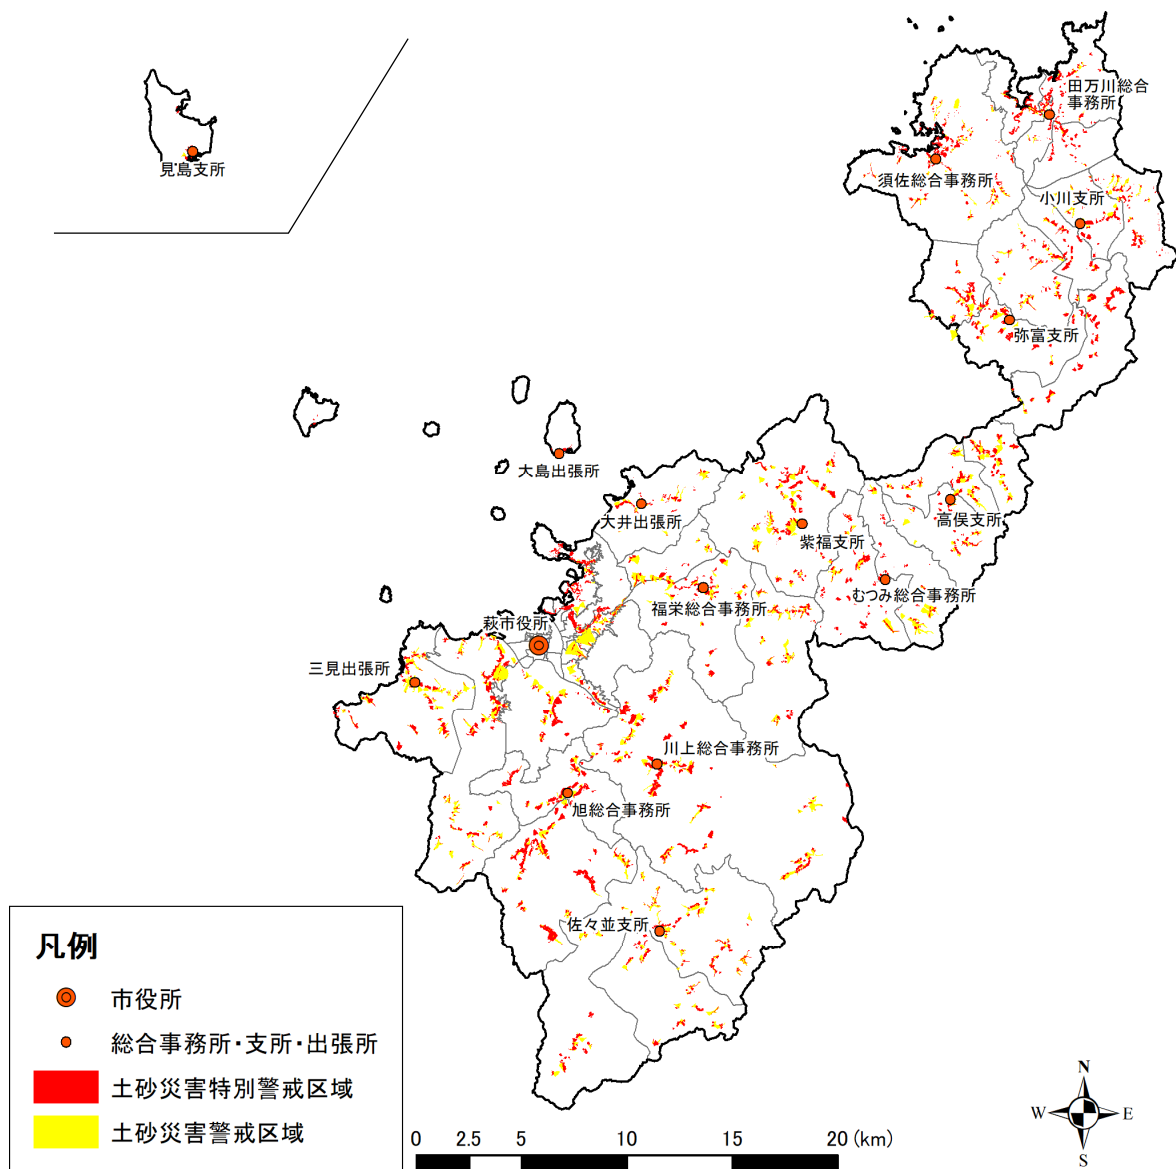 田万川総合
事務所
見島支所
須佐総合事務所
小川支所
弥富支所
大島出張所
大井出張所
高俣支所
紫福支所
むつみ総合事務所
福栄総合事務所
萩市役所
三見出張所
川上総合事務所
旭総合事務所
佐々並支所
凡例
市役所
総合事務所・支所・出張所
土砂災害特別警戒区域
土砂災害警戒区域
N
W E
S
0 2.5 5 10 15 20 (km)